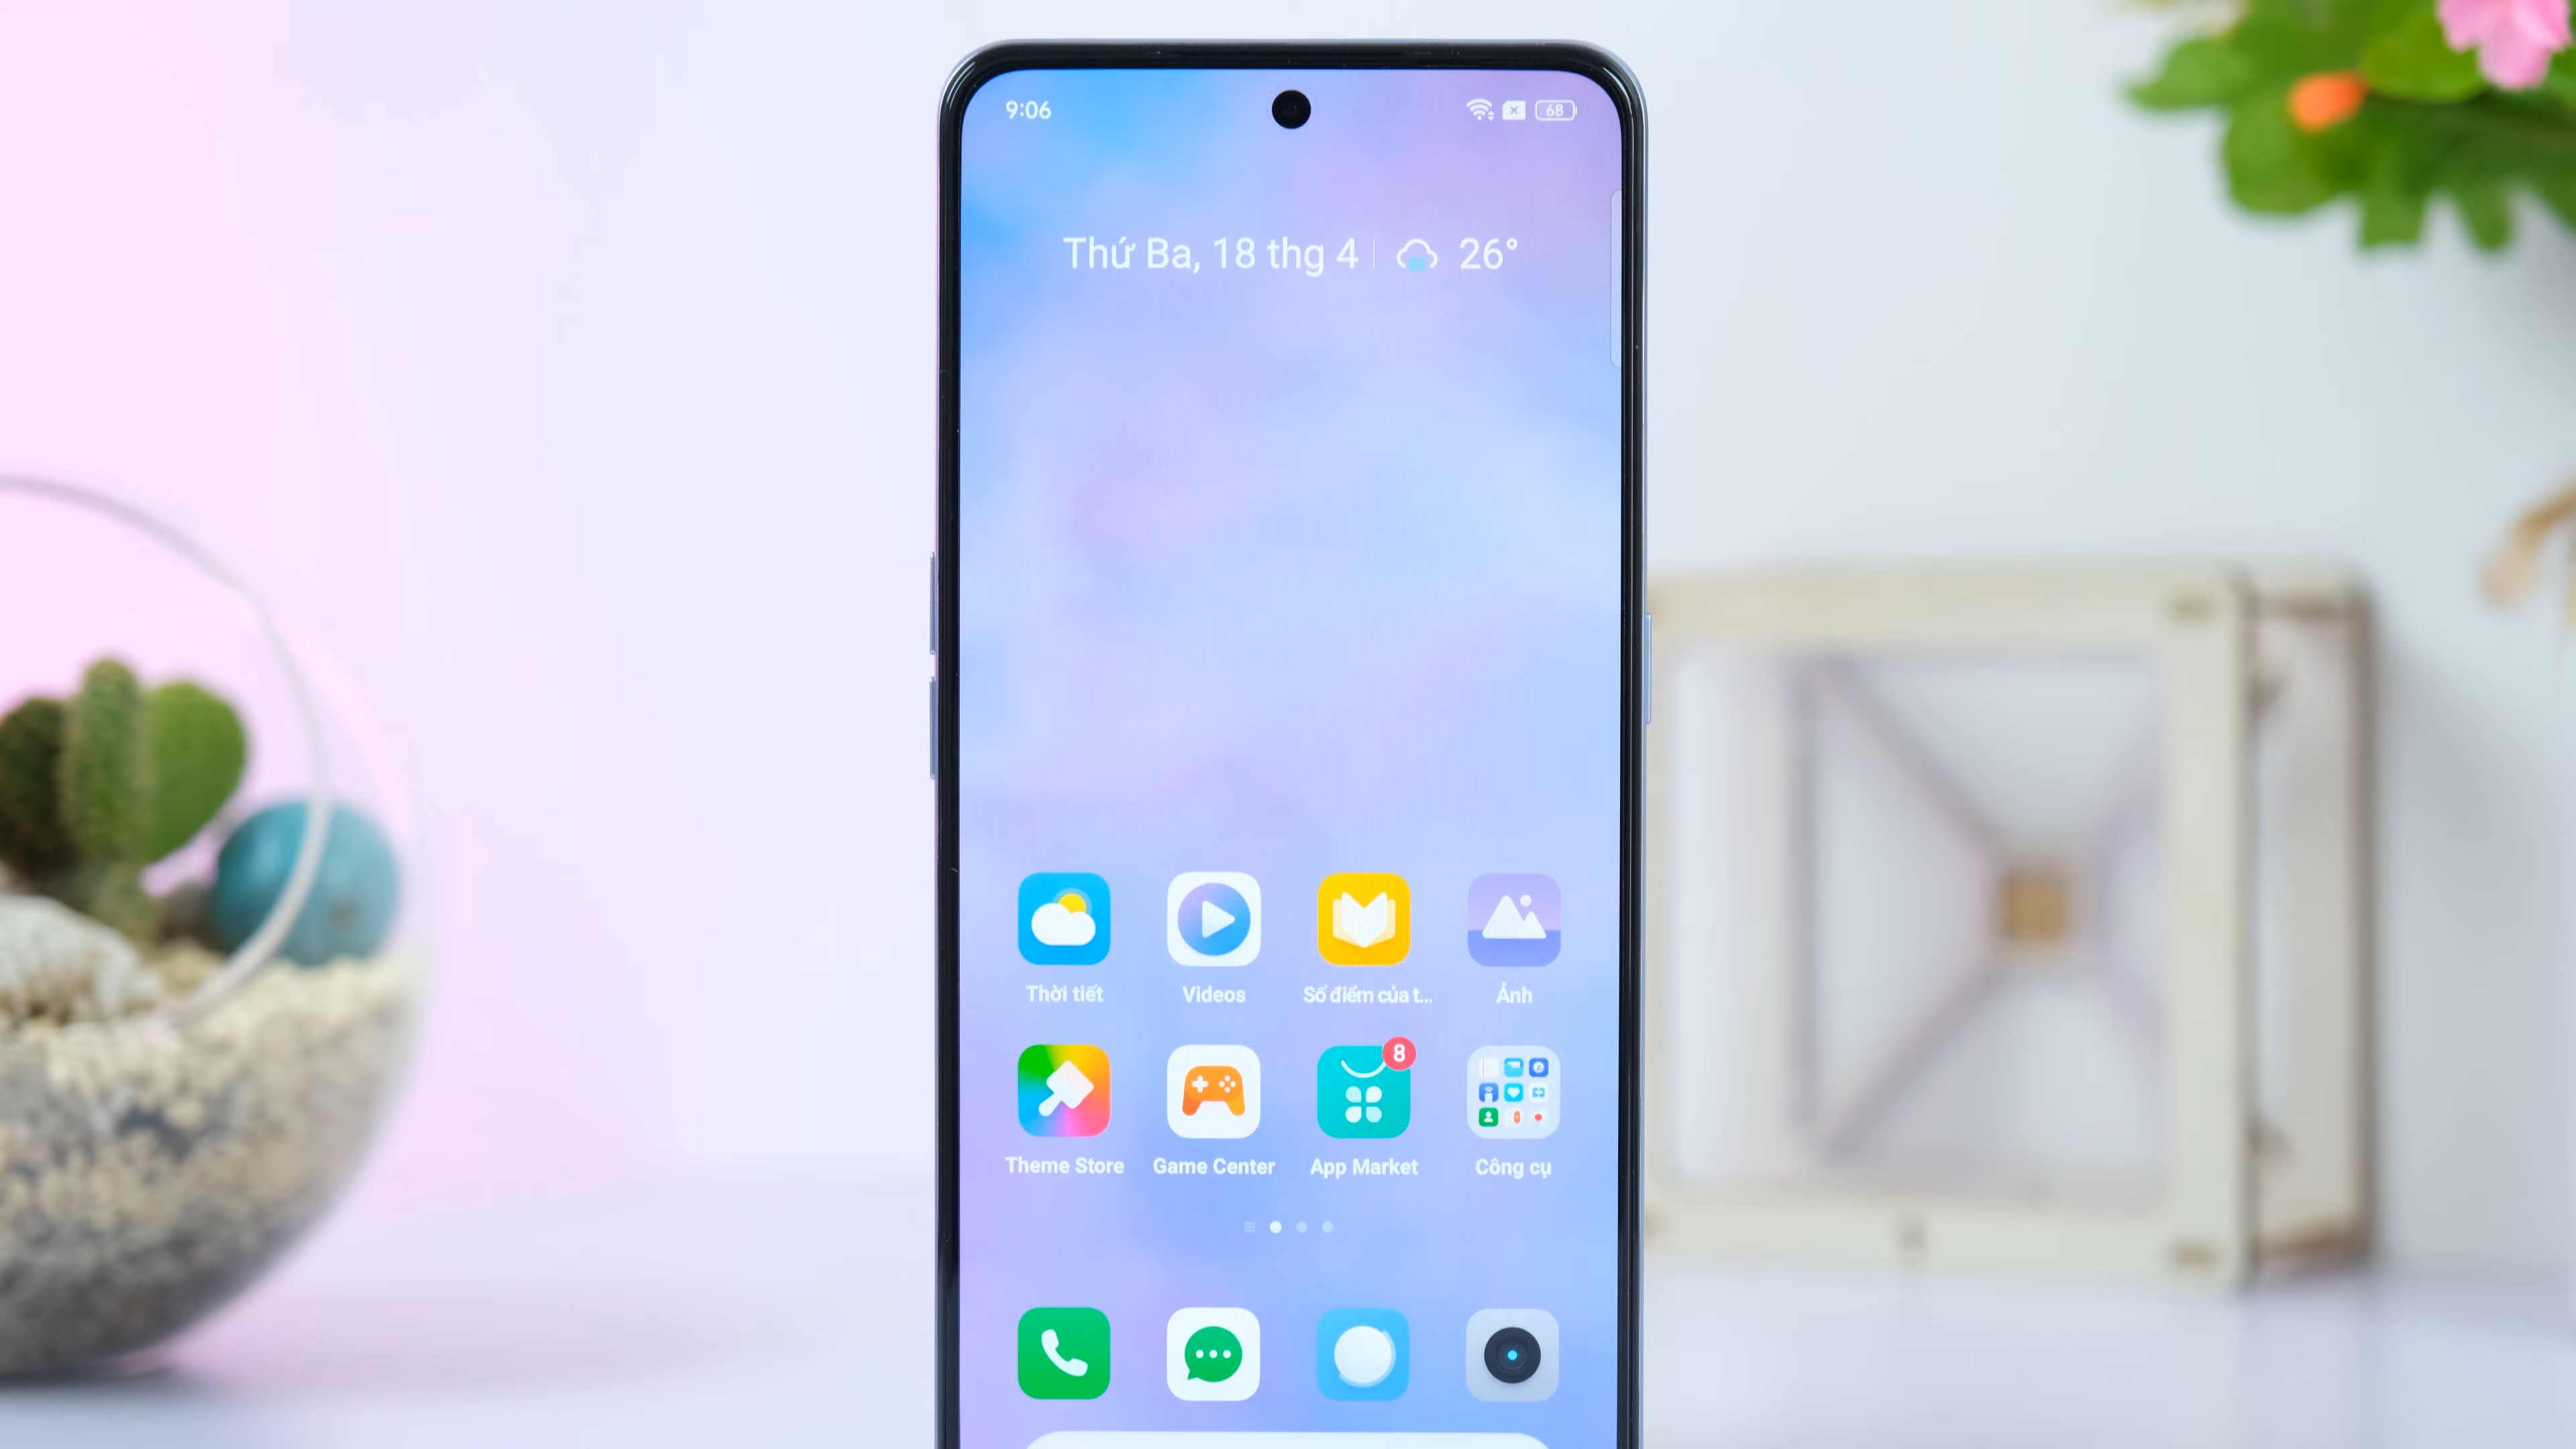 9:06
68
Thứ Ba, 18 thg 4 26°
Thời tiết Videos Số điểm của t... Ảnh
8
Theme Store Game Center App Market Công cụ